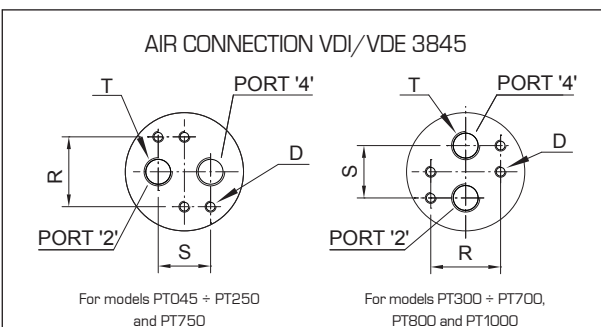 AIR CONNECTION VDI/VDE 3845
T
PORT '4'
R
D
PORT '2'
S
For models PT045 ÷ PT250
and PT750
T
PORT '4'
S
D
PORT '2'
R
For models PT300 ÷ PT700,
PT800 and PT1000